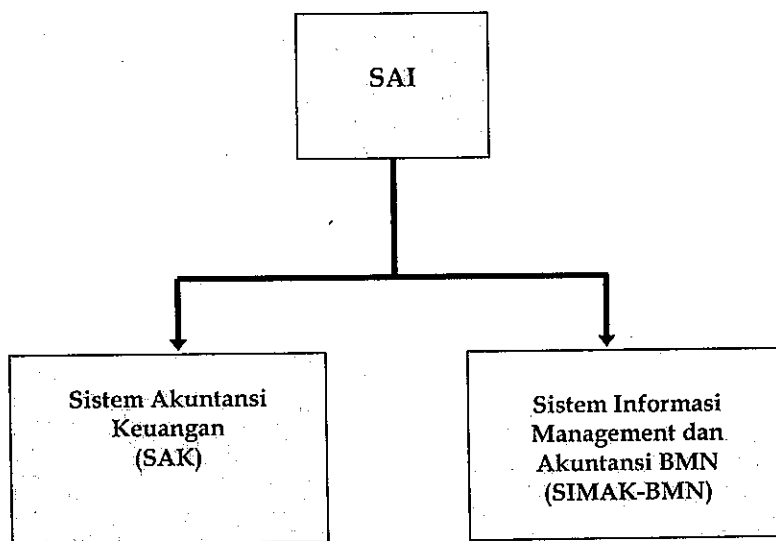 SAI
Sistem Akuntansi
Keuangan
(SAK)
Sistem Informasi
Management dan
Akuntansi BMN
(SIMAK-BMN)